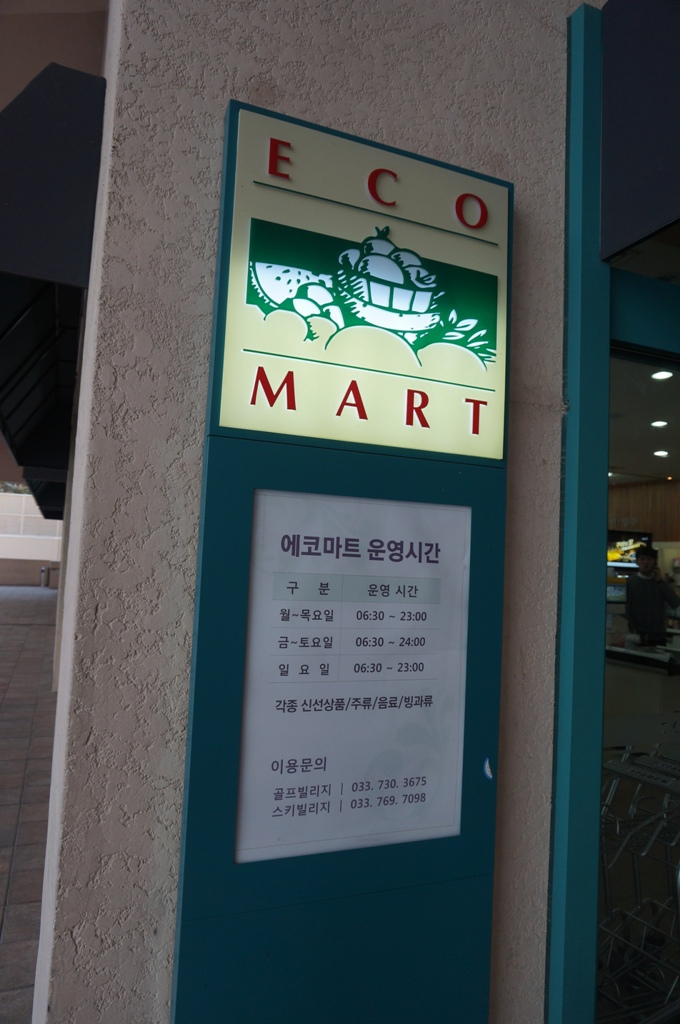 ECO
MART
에코마트 운영시간
구 분 운영 시간
월~목요일 06:30 ~ 23:00
금~토요일 06:30 ~ 24:00
일 요 일 06:30 ~ 23:00
각종 신선상품/주류/음료/빙과류
이용문의
골프빌리지 | 033. 730. 3675
스키빌리지 | 033. 769. 7098